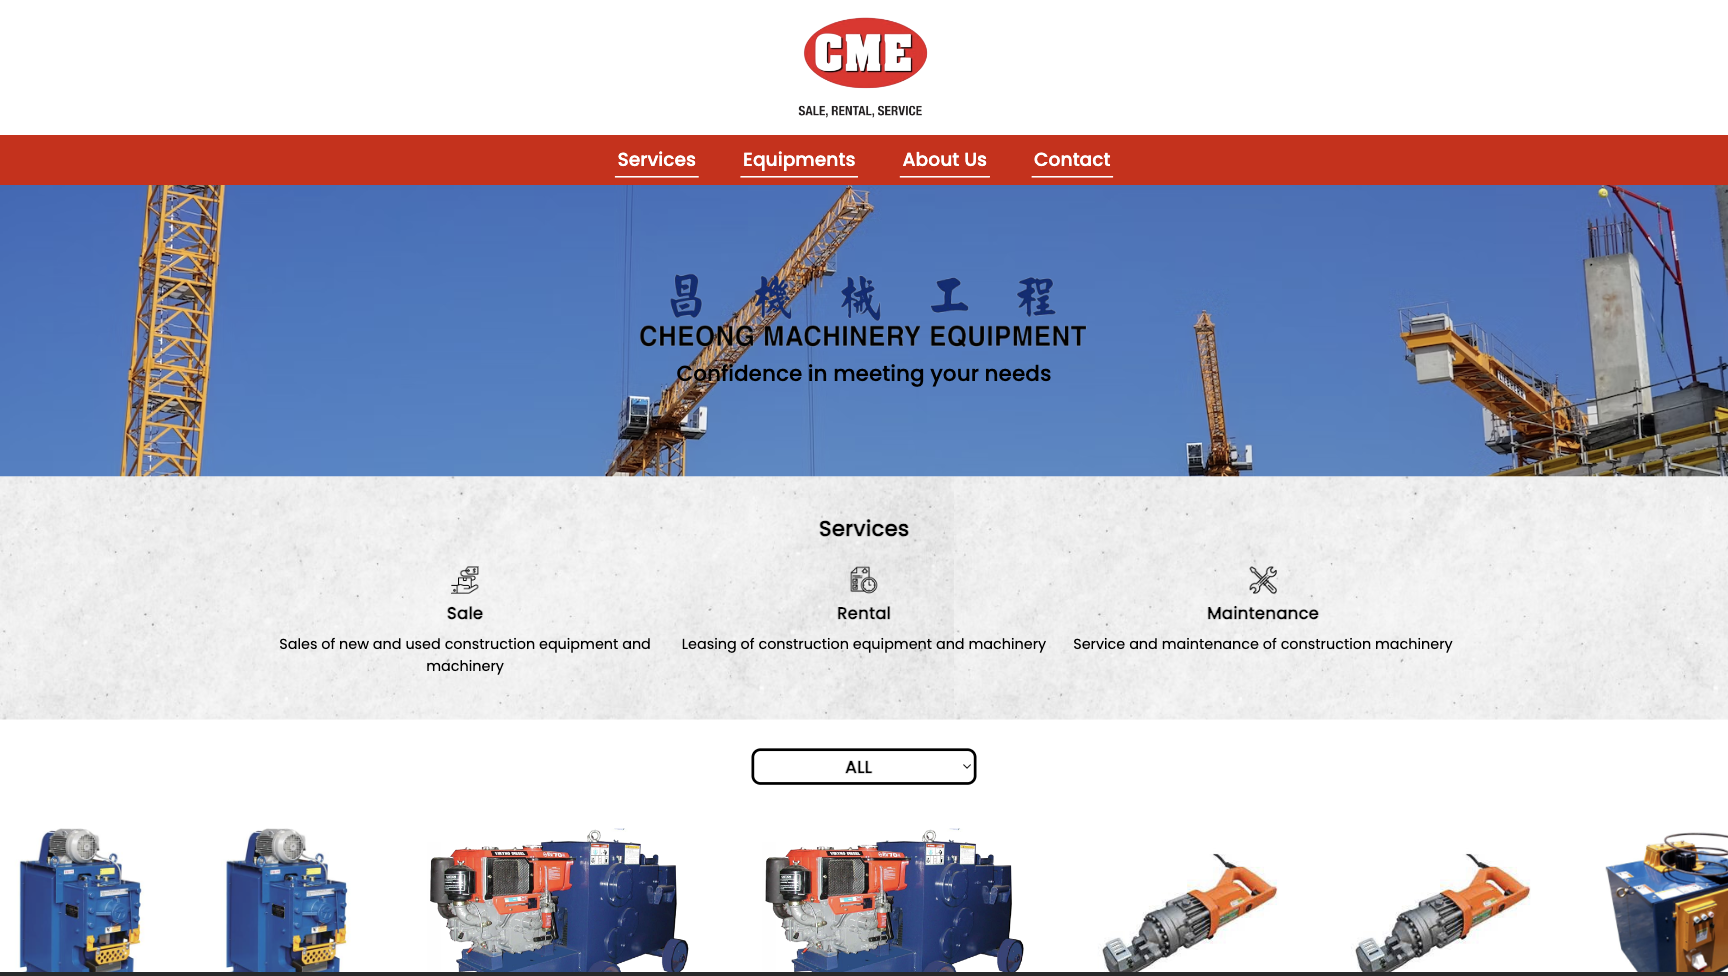 CME
SALE, RENTAL, SERVICE
Services
Equipments
About Us
Contact
昌機械工程
CHEONG MACHINERY EQUIPMENT
Confidence in meeting your needs
Services
Sale
Sales of new and used construction equipment and
machinery
Rental
Leasing of construction equipment and machinery
Maintenance
Service and maintenance of construction machinery
ALL